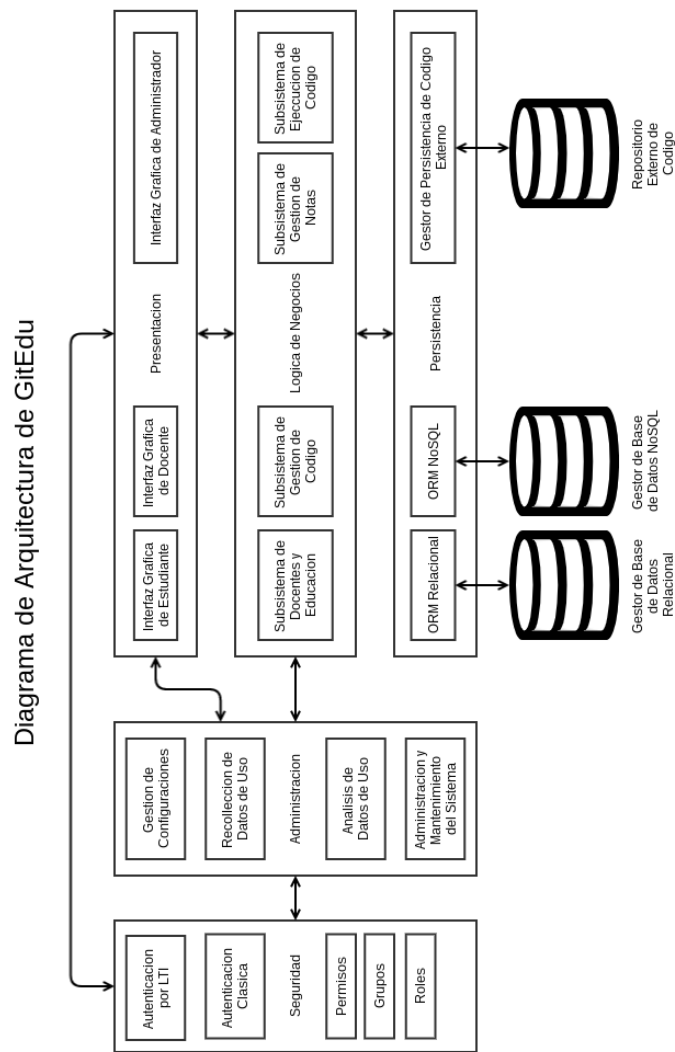 Diagrama de Arquitectura de GitEdu
Autenticacion
por LTI
Autenticacion
Clasica
Seguridad
Permisos
Grupos
Roles
Gestion de
Configuraciones
Recolleccion de
Datos de Uso
Administracion
Analisis de
Datos de Uso
Administracion y
Mantenimiento
del Sistema
Interfaz Grafica
de Estudiante
Interfaz Grafica
de Docente
Presentacion
Interfaz Grafica de Administrador
Subsistema de
Docentes y
Educacion
Subsistema de
Gestion de
Codigo
Logica de Negocios
Subsistema de
Gestion de
Notas
Subsistema de
Ejeccucion de
Codigo
ORM Relacional
ORM NoSQL
Persistencia
Gestor de Persistencia de Codigo
Externo
Gestor de Base
de Datos
Relacional
Gestor de Base
de Datos NoSQL
Repositorio
Externo de
Codigo